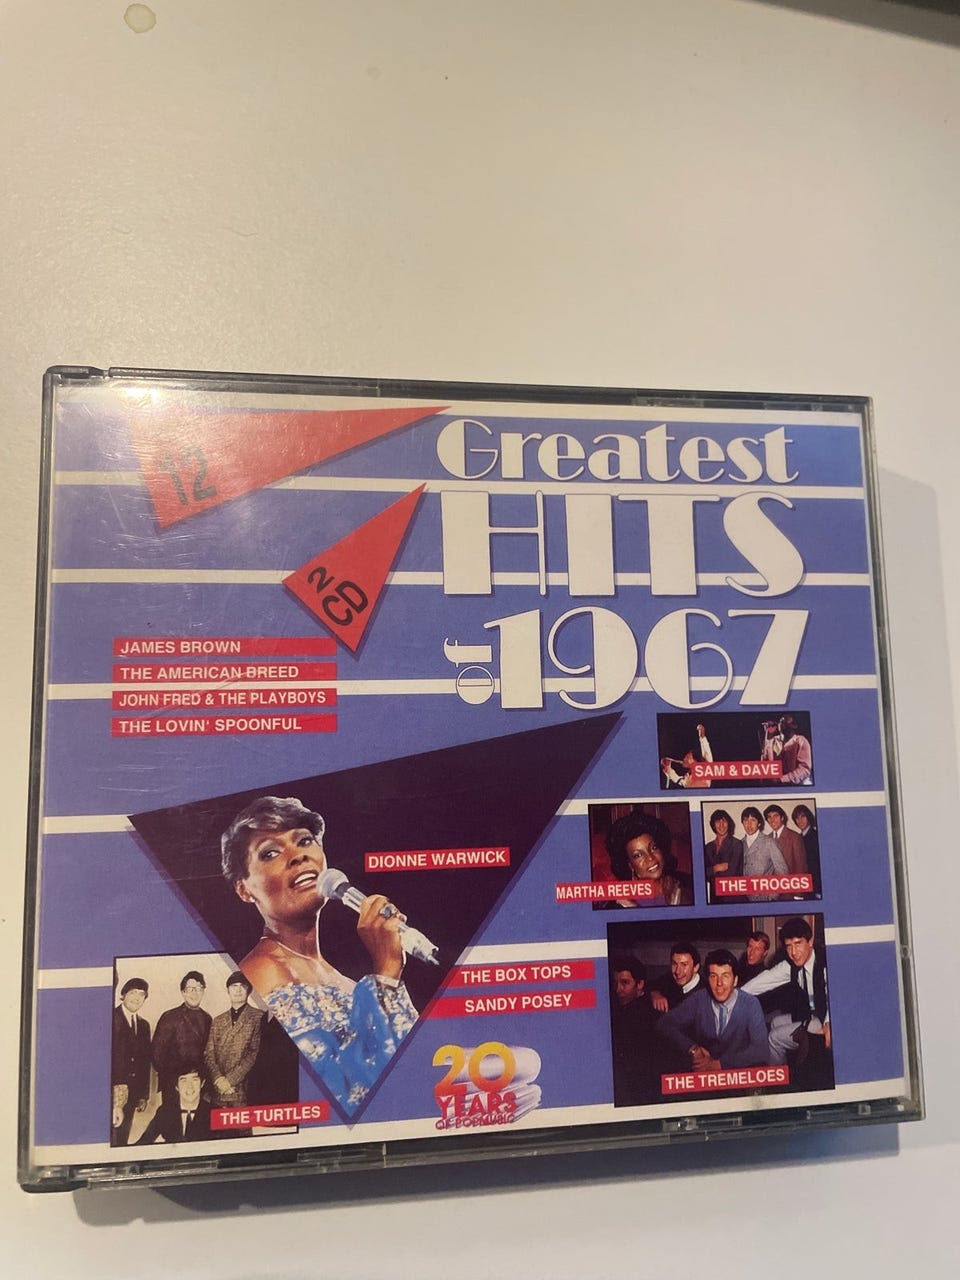 Greatest
HITS
of 1967
12
2
CD
JAMES BROWN
THE AMERICAN BREED
JOHN FRED & THE PLAYBOYS
THE LOVIN' SPOONFUL
SAM & DAVE
DIONNE WARWICK
MARTHA REEVES
THE TROGGS
THE BOX TOPS
SANDY POSEY
THE TREMELOES
THE TURTLES
20
YEARS
OF POPMUSIC